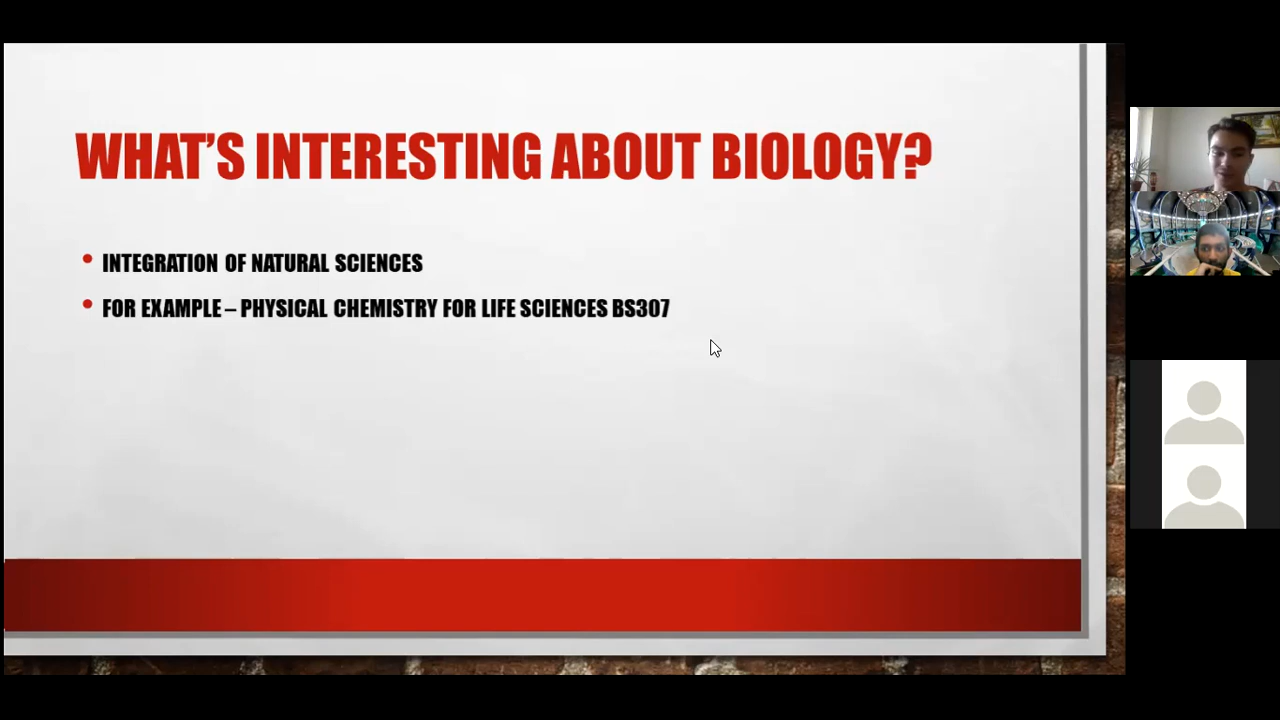 WHAT'S INTERESTING ABOUT BIOLOGY?
INTEGRATION OF NATURAL SCIENCES
FOR EXAMPLE – PHYSICAL CHEMISTRY FOR LIFE SCIENCES BS307